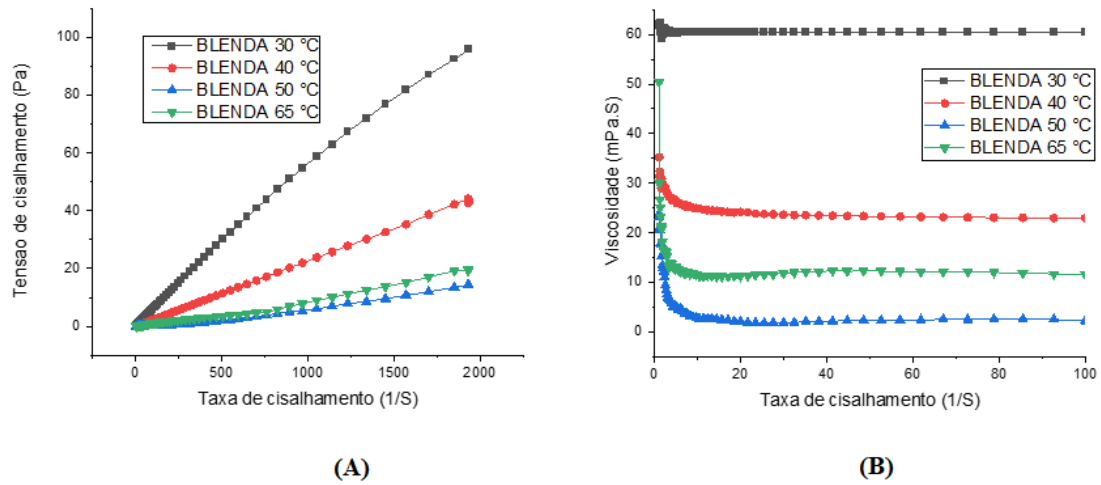 100
80
60
40
20
0
0
500
1000
1500
2000
Tensao de cisalhamento (Pa)
Taxa de cisalhamento (1/S)
BLENDA 30 °C
BLENDA 40 °C
BLENDA 50 °C
BLENDA 65 °C
(A)
60
50
40
30
20
10
0
0
20
40
60
80
100
Viscosidade (mPa.S)
Taxa de cisalhamento (1/S)
BLENDA 30 °C
BLENDA 40 °C
BLENDA 50 °C
BLENDA 65 °C
(B)